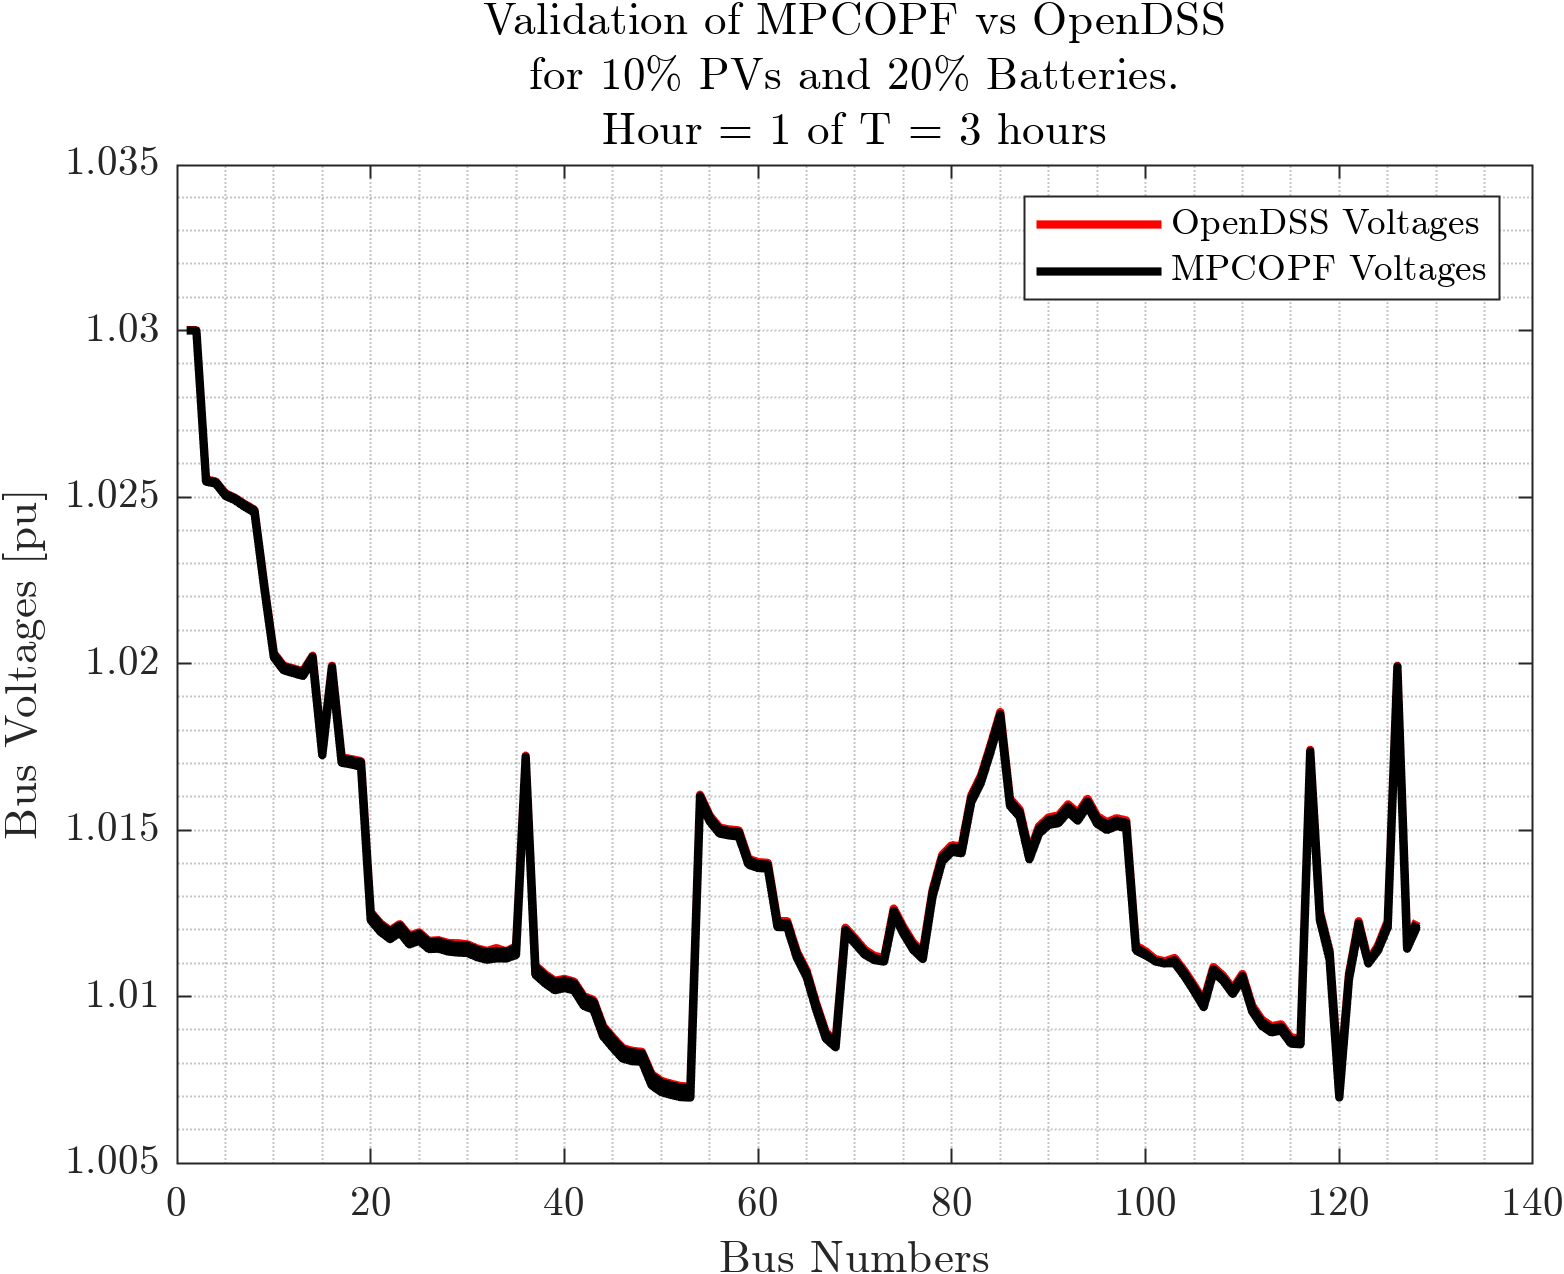 Validation of MPCOPF vs OpenDSS
for 10% PVs and 20% Batteries.
Hour = 1 of T = 3 hours
OpenDSS Voltages
MPCOPF Voltages
Bus Voltages [pu]
1.035
1.03
1.025
1.02
1.015
1.01
1.005
0 20 40 60 80 100 120 140
Bus Numbers